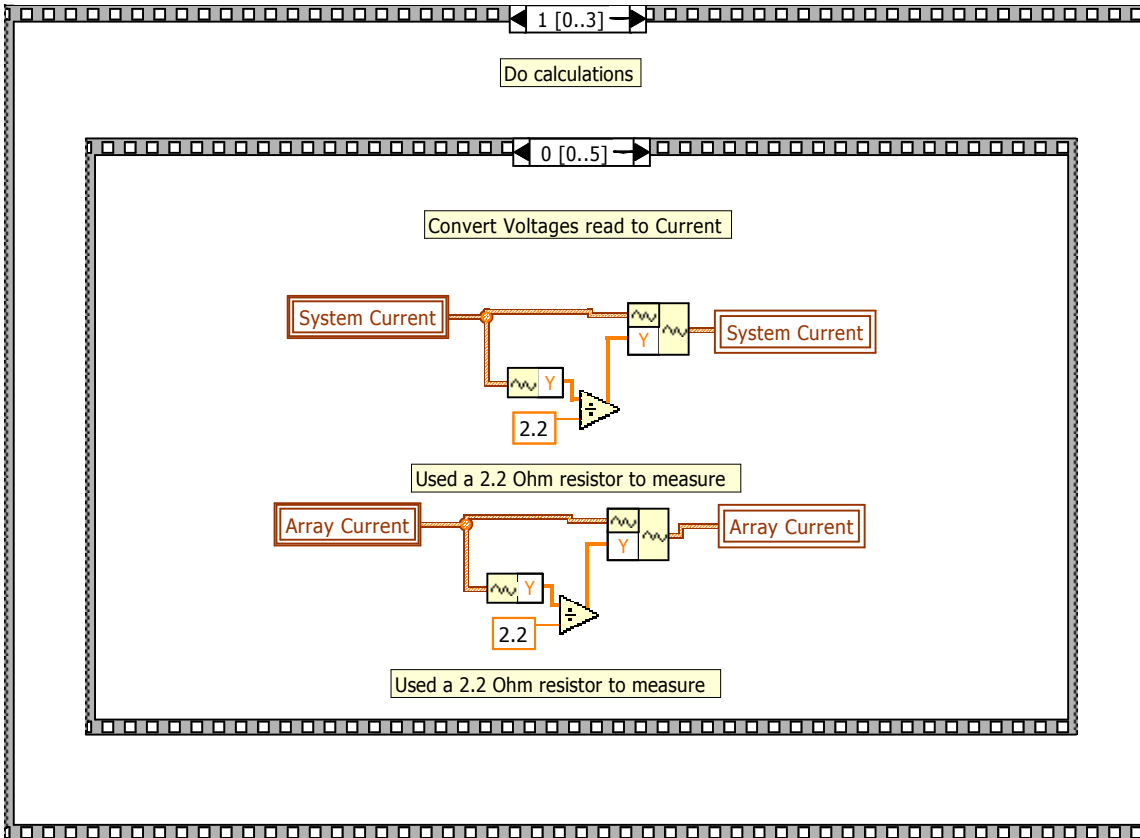 1 [0..3]
Do calculations
0 [0..5]
Convert Voltages read to Current
System Current
Y
System Current
Y
÷
2.2
Used a 2.2 Ohm resistor to measure
Array Current
Y
Array Current
Y
÷
2.2
Used a 2.2 Ohm resistor to measure